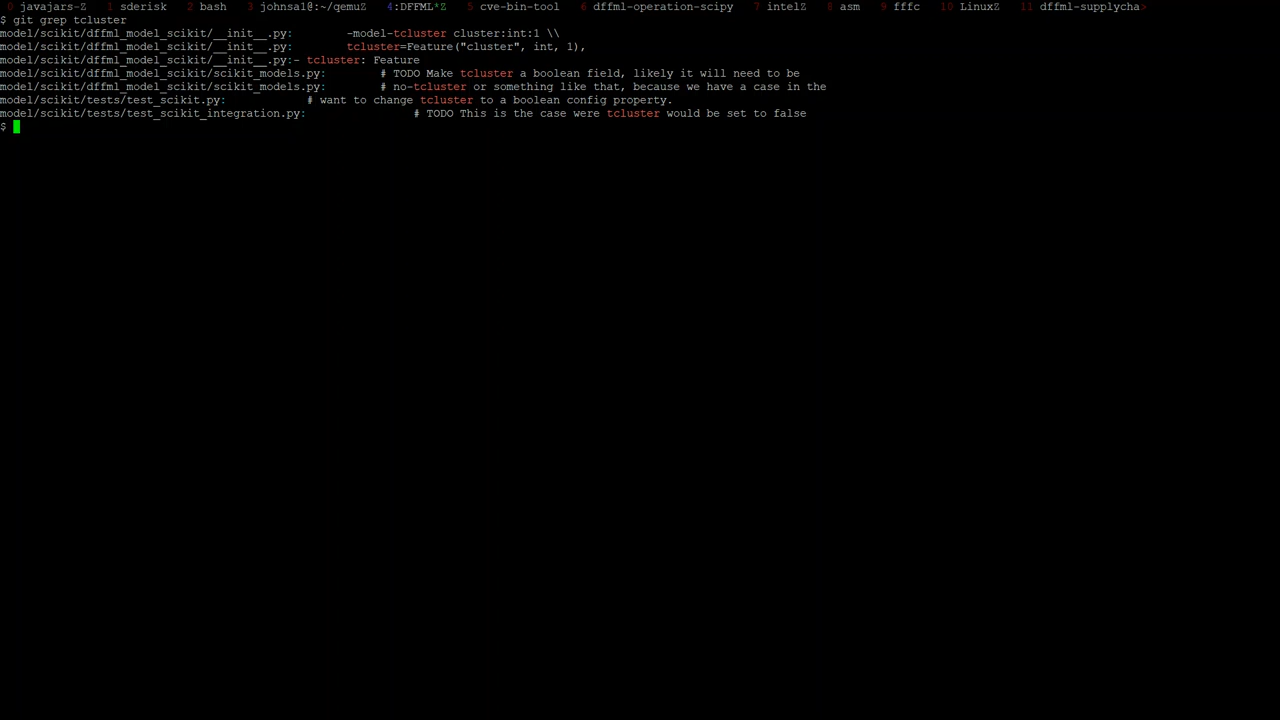 0 javajars-Z  1 sderisk  2 bash  3 johnsa1@:~/qemuZ  4:DFFML*Z  5 cve-bin-tool  6 dffml-operation-scipy  7 intelZ  8 asm  9 fffc  10 LinuxZ  11 dffml-supplycha>
$ git grep tcluster
model/scikit/dffml_model_scikit/__init__.py:        -model-tcluster cluster:int:1 \\
model/scikit/dffml_model_scikit/__init__.py:        tcluster=Feature("cluster", int, 1),
model/scikit/dffml_model_scikit/__init__.py:- tcluster: Feature
model/scikit/dffml_model_scikit/scikit_models.py:        # TODO Make tcluster a boolean field, likely it will need to be
model/scikit/dffml_model_scikit/scikit_models.py:        # no-tcluster or something like that, because we have a case in the
model/scikit/tests/test_scikit.py:            # want to change tcluster to a boolean config property.
model/scikit/tests/test_scikit_integration.py:                # TODO This is the case were tcluster would be set to false
$